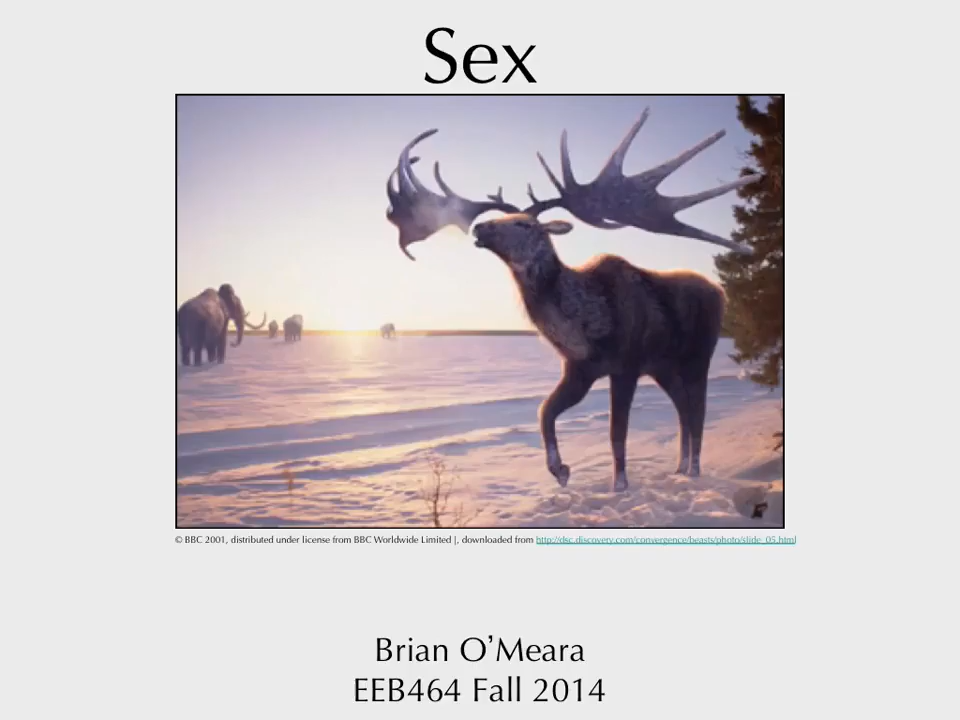 Sex
© BBC 2001, distributed under license from BBC Worldwide Limited |, downloaded from http://dsc.discovery.com/convergence/beasts/photo/slide_05.html
Brian O’Meara
EEB464 Fall 2014